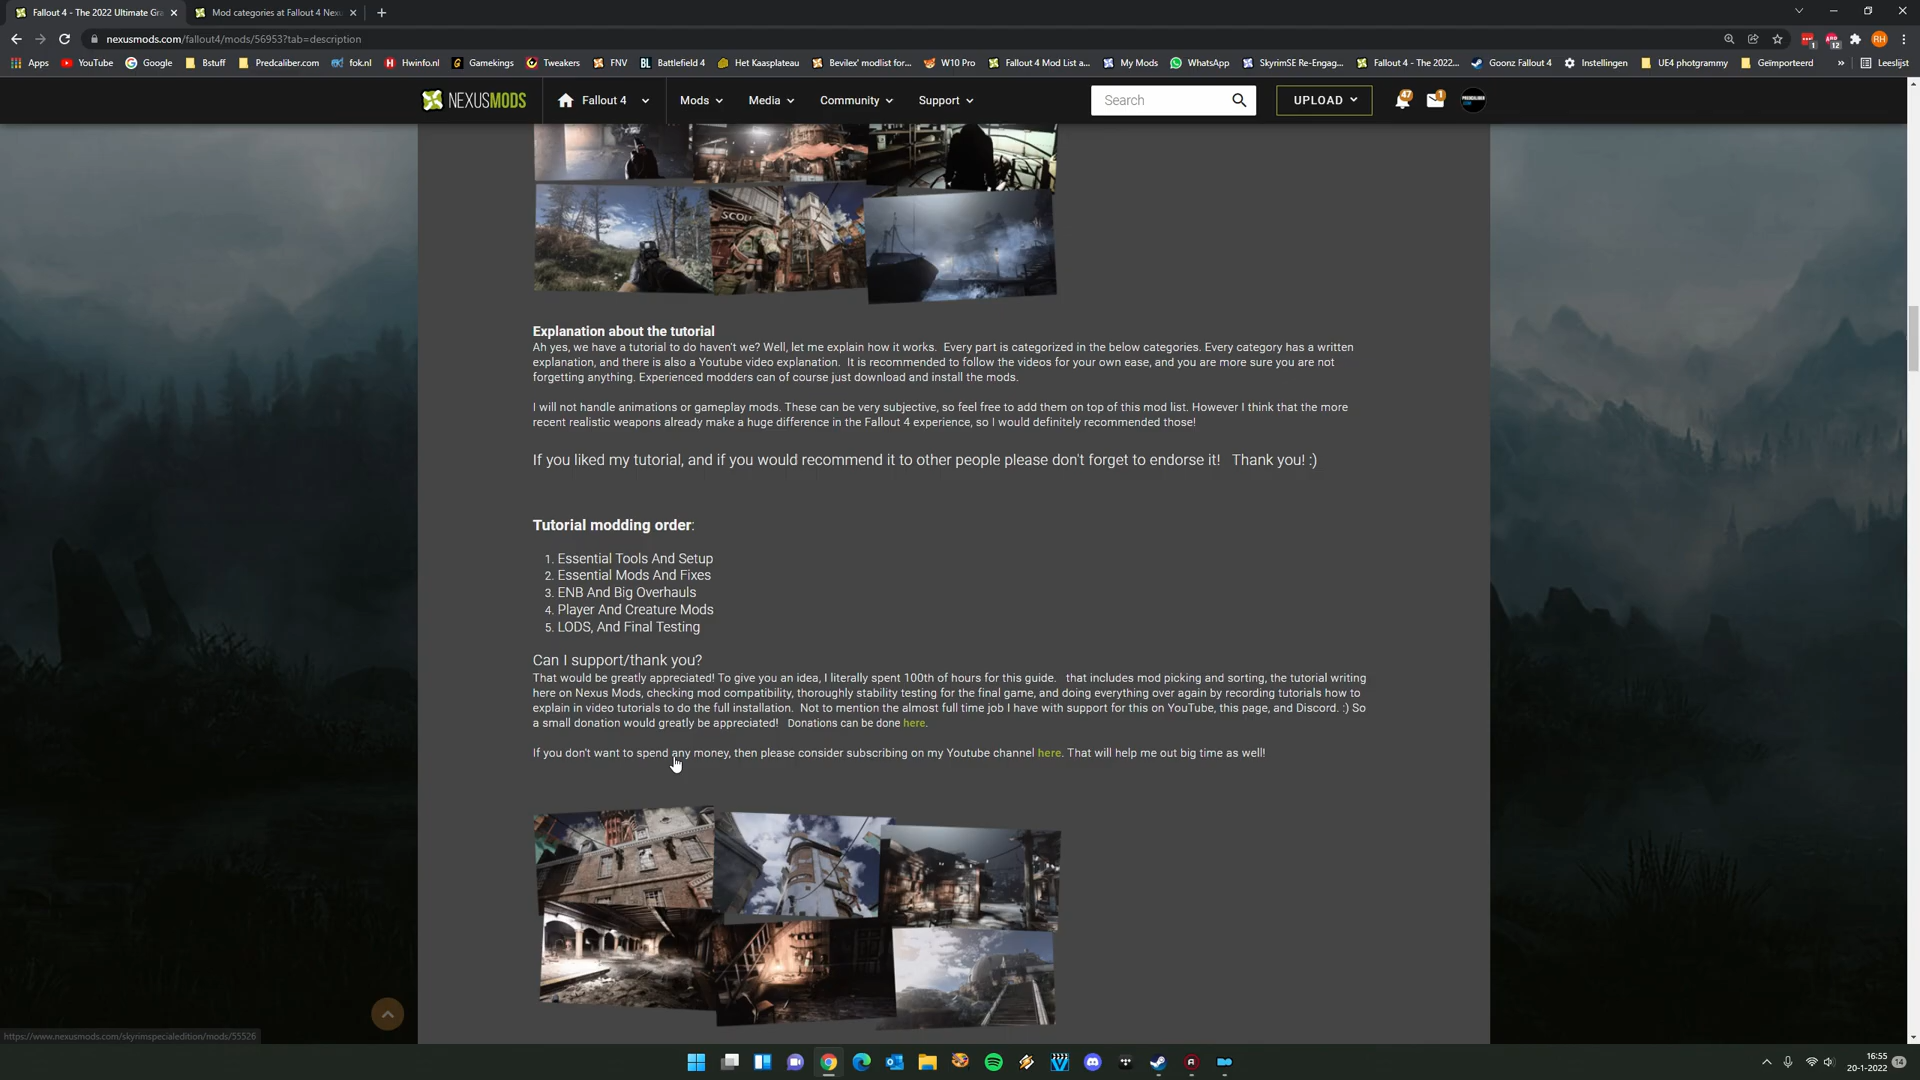 Fallout 4 - The 2022 Ultimate Gra
Mod categories at Fallout 4 Nexu
nexusmods.com/fallout4/mods/56953?tab=description
Apps
YouTube
Google
Bstuff
Predcaliber.com
fok.nl
Hwinfo.nl
Gamekings
Tweakers
FNV
Battlefield 4
Het Kaasplateau
Bevilex' modlist for...
W10 Pro
Fallout 4 Mod List a...
My Mods
WhatsApp
SkyrimSE Re-Engag...
Fallout 4 - The 2022...
Goonz Fallout 4
Instellingen
UE4 photgrammy
Geïmporteerd
»
Leeslijst
NEXUSMODS
Fallout 4
Mods
Media
Community
Support
Search
UPLOAD
47
1
Explanation about the tutorial
Ah yes, we have a tutorial to do haven't we? Well, let me explain how it works. Every part is categorized in the below categories. Every category has a written
explanation, and there is also a Youtube video explanation. It is recommended to follow the videos for your own ease, and you are more sure you are not
forgetting anything. Experienced modders can of course just download and install the mods.
I will not handle animations or gameplay mods. These can be very subjective, so feel free to add them on top of this mod list. However I think that the more
recent realistic weapons already make a huge difference in the Fallout 4 experience, so I would definitely recommended those!
If you liked my tutorial, and if you would recommend it to other people please don't forget to endorse it! Thank you! :)
Tutorial modding order:
1. Essential Tools And Setup
2. Essential Mods And Fixes
3. ENB And Big Overhauls
4. Player And Creature Mods
5. LODS, And Final Testing
Can I support/thank you?
That would be greatly appreciated! To give you an idea, I literally spent 100th of hours for this guide. that includes mod picking and sorting, the tutorial writing
here on Nexus Mods, checking mod compatibility, thoroughly stability testing for the final game, and doing everything over again by recording tutorials how to
explain in video tutorials to do the full installation. Not to mention the almost full time job I have with support for this on YouTube, this page, and Discord. :) So
a small donation would greatly be appreciated! Donations can be done here.
If you don't want to spend any money, then please consider subscribing on my Youtube channel here. That will help me out big time as well!
https://www.nexusmods.com/skyrimspecialedition/mods/55526
16:55
20-1-2022
14